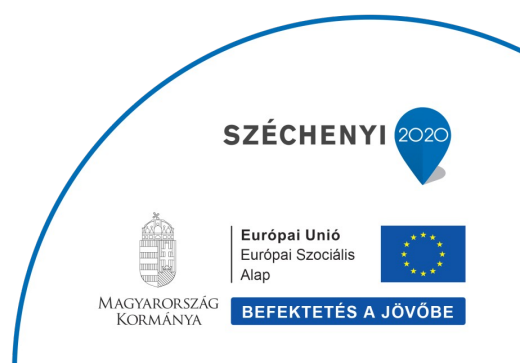 SZÉCHENYI 2020
Európai Unió
Európai Szociális
Alap
MAGYARORSZÁG
KORMÁNYA
BEFEKTETÉS A JÖVŐBE